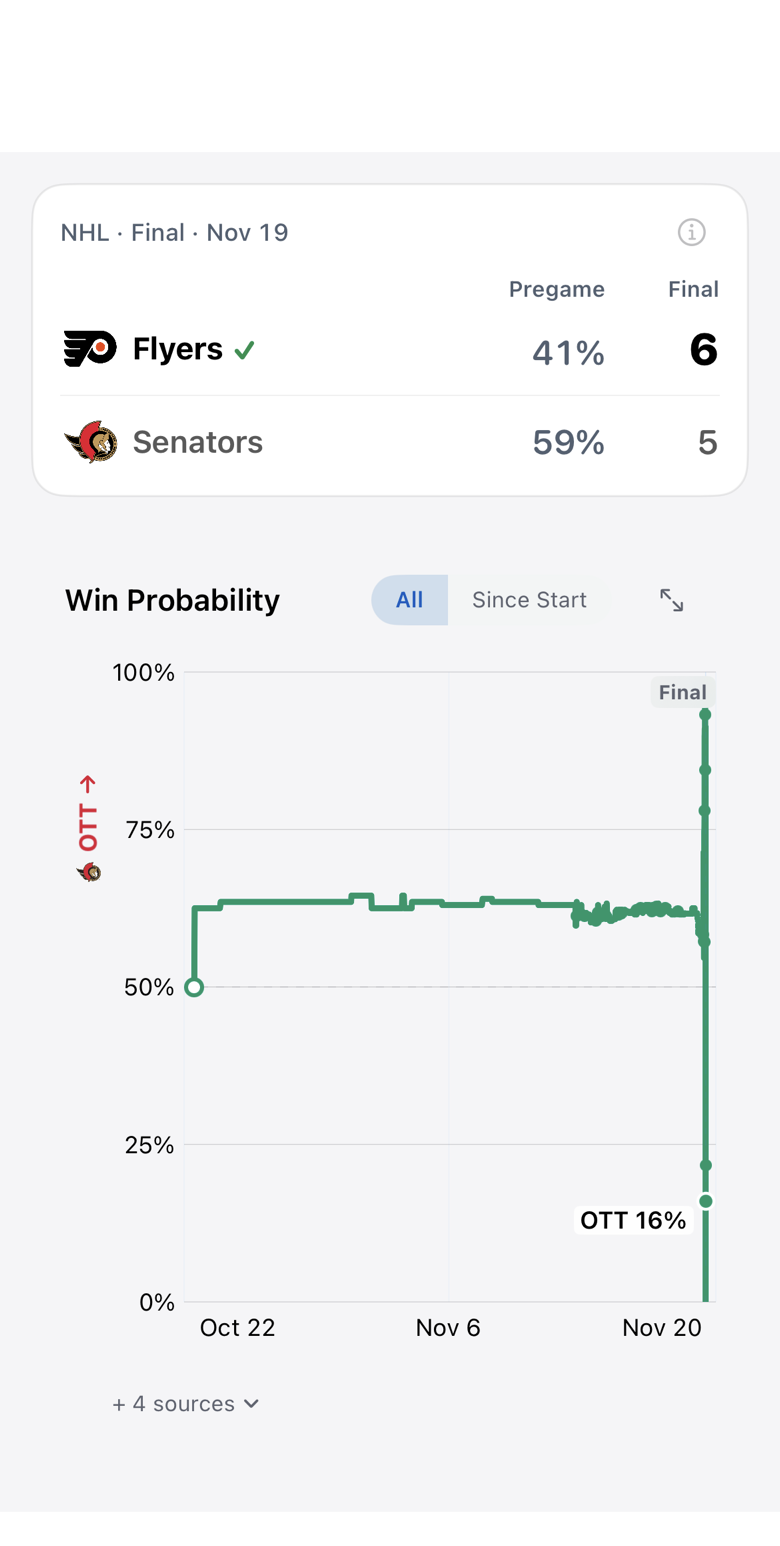 NHL · Final · Nov 19
Pregame Final
Flyers 41% 6
Senators 59% 5
Win Probability All Since Start
100%
Final
OTT →
75%
50%
25%
OTT 16%
0%
Oct 22 Nov 6 Nov 20
+ 4 sources